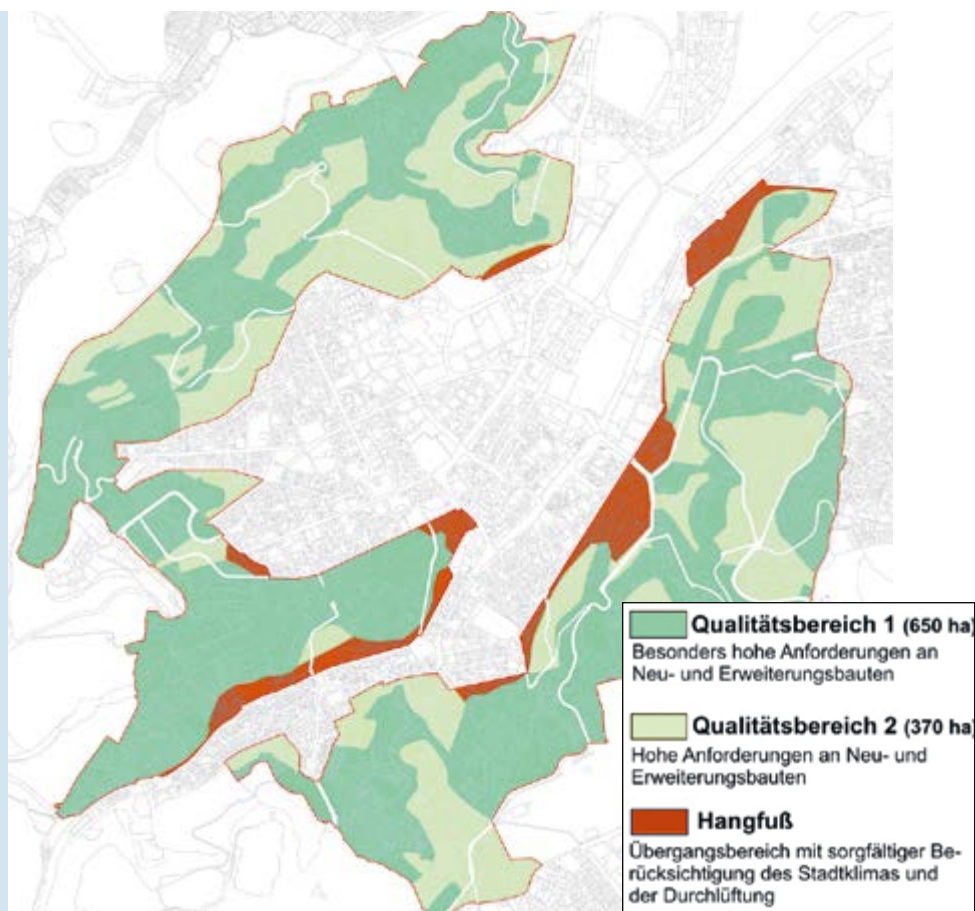 Qualitätsbereich 1 (650 ha)
Besonders hohe Anforderungen an
Neu- und Erweiterungsbauten
Qualitätsbereich 2 (370 ha)
Hohe Anforderungen an Neu- und
Erweiterungsbauten
Hangfuß
Übergangsbereich mit sorgfältiger Be-
rücksichtigung des Stadtklimas und
der Durchlüftung